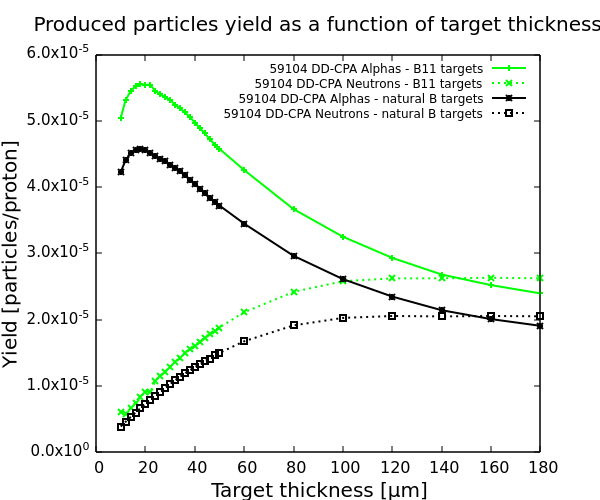 Produced particles yield as a function of target thickness
6.0x10⁻⁵
5.0x10⁻⁵
4.0x10⁻⁵
3.0x10⁻⁵
2.0x10⁻⁵
1.0x10⁻⁵
0.0x10⁰
Yield [particles/proton]
59104 DD-CPA Alphas - B11 targets
59104 DD-CPA Neutrons - B11 targets
59104 DD-CPA Alphas - natural B targets
59104 DD-CPA Neutrons - natural B targets
0 20 40 60 80 100 120 140 160 180
Target thickness [µm]